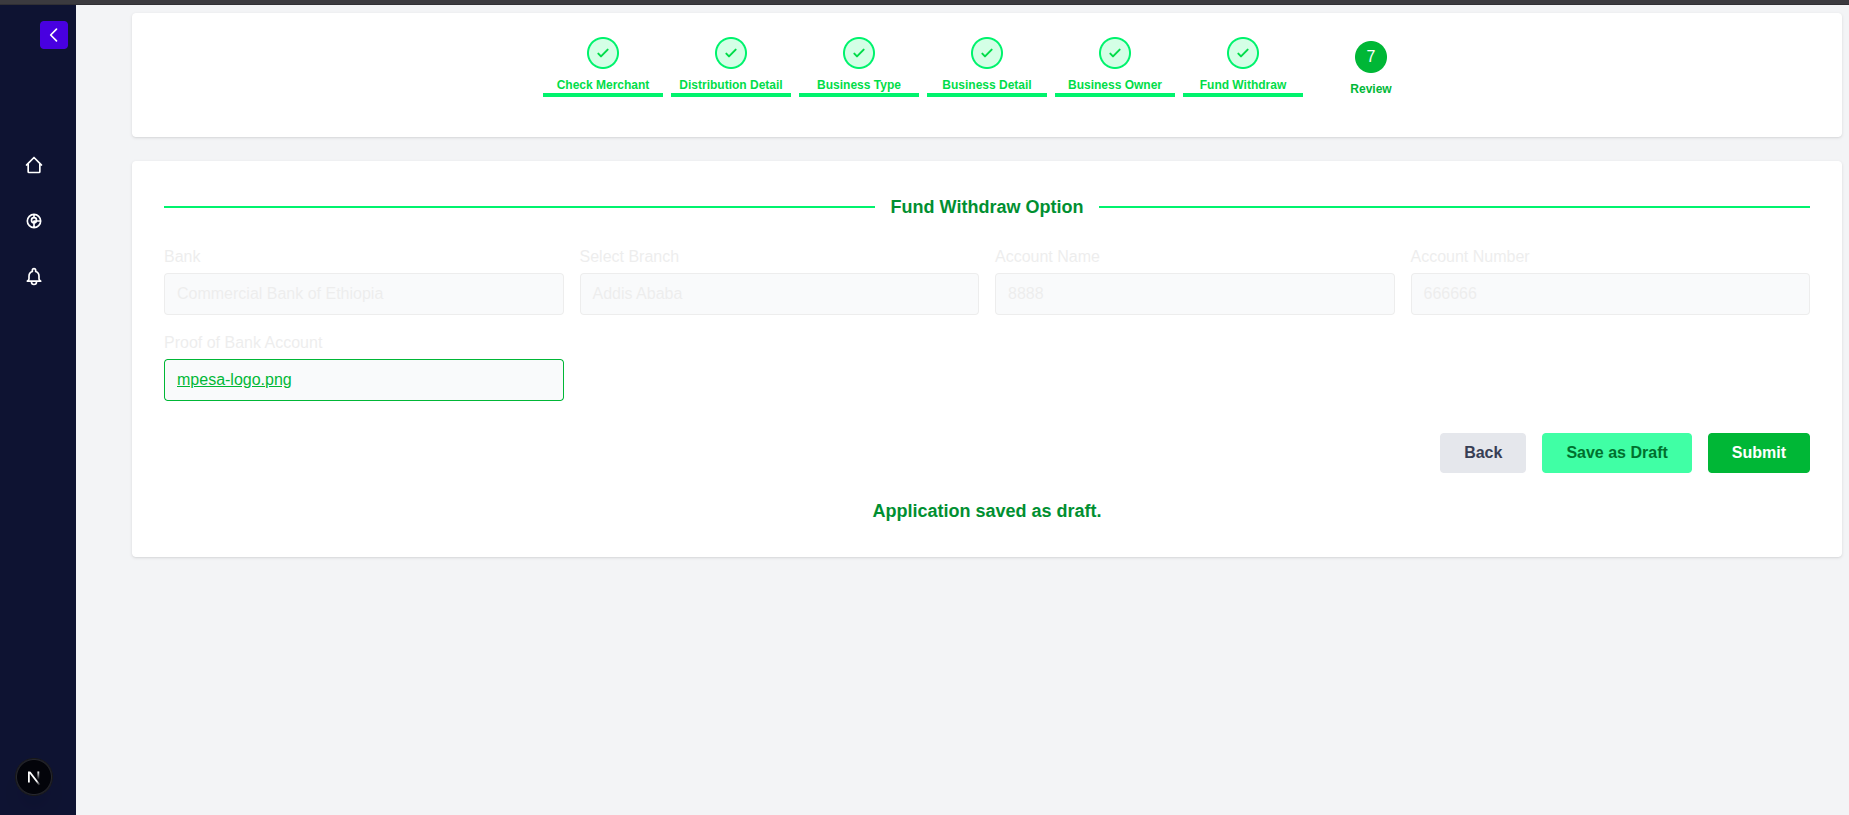 7
Check Merchant Distribution Detail Business Type Business Detail Business Owner Fund Withdraw Review
Fund Withdraw Option
Bank Select Branch Account Name Account Number
Commercial Bank of Ethiopia Addis Ababa 8888 666666
Proof of Bank Account
mpesa-logo.png
Back Save as Draft Submit
Application saved as draft.
N